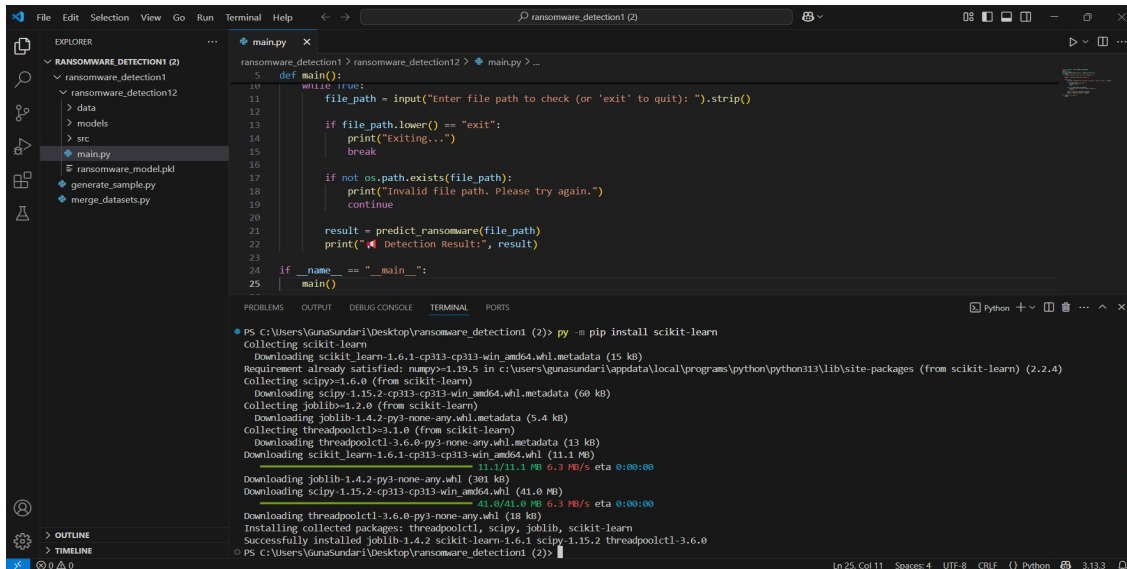 File Edit Selection View Go Run Terminal Help
ransomware_detection1 (2)
EXPLORER
RANSOMWARE_DETECTION1 (2)
ransomware_detection1
ransomware_detection12
data
models
src
main.py
ransomware_model.pkl
generate_sample.py
merge_datasets.py
OUTLINE
TIMELINE
main.py
ransomware_detection1 > ransomware_detection12 > main.py > ...
5 def main():
10 while True:
11 file_path = input("Enter file path to check (or 'exit' to quit): ").strip()
12
13 if file_path.lower() == "exit":
14 print("Exiting...")
15 break
16
17 if not os.path.exists(file_path):
18 print("Invalid file path. Please try again.")
19 continue
20
21 result = predict_ransomware(file_path)
22 print("📢 Detection Result:", result)
23
24 if __name__ == "__main__":
25 main()
PROBLEMS OUTPUT DEBUG CONSOLE TERMINAL PORTS
Python
PS C:\Users\GunaSundari\Desktop\ransomware_detection1 (2)> py -m pip install scikit-learn
Collecting scikit-learn
Downloading scikit_learn-1.6.1-cp313-cp313-win_amd64.whl.metadata (15 kB)
Requirement already satisfied: numpy>=1.19.5 in c:\users\gunasundari\appdata\local\programs\python\python313\lib\site-packages (from scikit-learn) (2.2.4)
Collecting scipy>=1.6.0 (from scikit-learn)
Downloading scipy-1.15.2-cp313-cp313-win_amd64.whl.metadata (60 kB)
Collecting joblib>=1.2.0 (from scikit-learn)
Downloading joblib-1.4.2-py3-none-any.whl.metadata (5.4 kB)
Collecting threadpoolctl>=3.1.0 (from scikit-learn)
Downloading threadpoolctl-3.6.0-py3-none-any.whl.metadata (13 kB)
Downloading scikit_learn-1.6.1-cp313-cp313-win_amd64.whl (11.1 MB)
11.1/11.1 MB 6.3 MB/s eta 0:00:00
Downloading joblib-1.4.2-py3-none-any.whl (301 kB)
Downloading scipy-1.15.2-cp313-cp313-win_amd64.whl (41.0 MB)
41.0/41.0 MB 6.3 MB/s eta 0:00:00
Downloading threadpoolctl-3.6.0-py3-none-any.whl (18 kB)
Installing collected packages: threadpoolctl, scipy, joblib, scikit-learn
Successfully installed joblib-1.4.2 scikit-learn-1.6.1 scipy-1.15.2 threadpoolctl-3.6.0
PS C:\Users\GunaSundari\Desktop\ransomware_detection1 (2)>
0 0 0
Ln 25, Col 11 Spaces: 4 UTF-8 CRLF {} Python 3.13.3